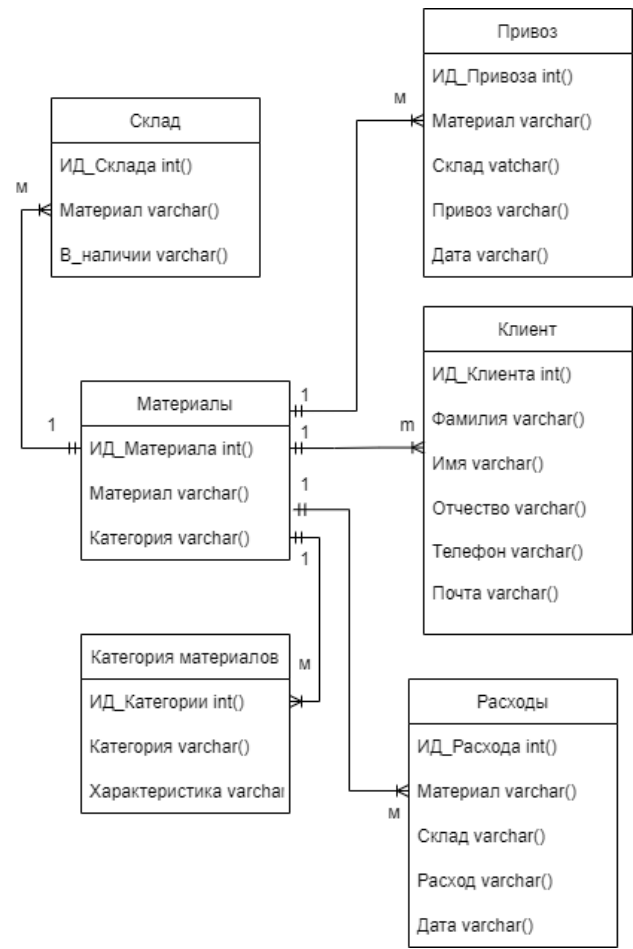 Привоз
ИД_Привоза int()
Материал varchar()
Склад vatchar()
Привоз varchar()
Дата varchar()
м
Склад
ИД_Склада int()
Материал varchar()
В_наличии varchar()
м
1
Клиент
ИД_Клиента int()
Фамилия varchar()
Имя varchar()
Отчество varchar()
Телефон varchar()
Почта varchar()
m
Материалы
ИД_Материала int()
Материал varchar()
Категория varchar()
1
1
1
1
Категория материалов
ИД_Категории int()
Категория varchar()
Характеристика varchar
м
Расходы
ИД_Расхода int()
Материал varchar()
Склад varchar()
Расход varchar()
Дата varchar()
м